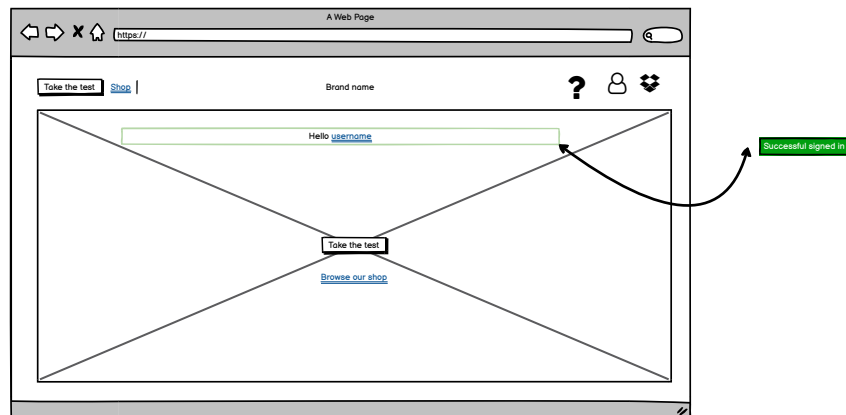 A Web Page
https://
Take the test
Shop
Brand name
Hello username
Successful signed in
Take the test
Browse our shop